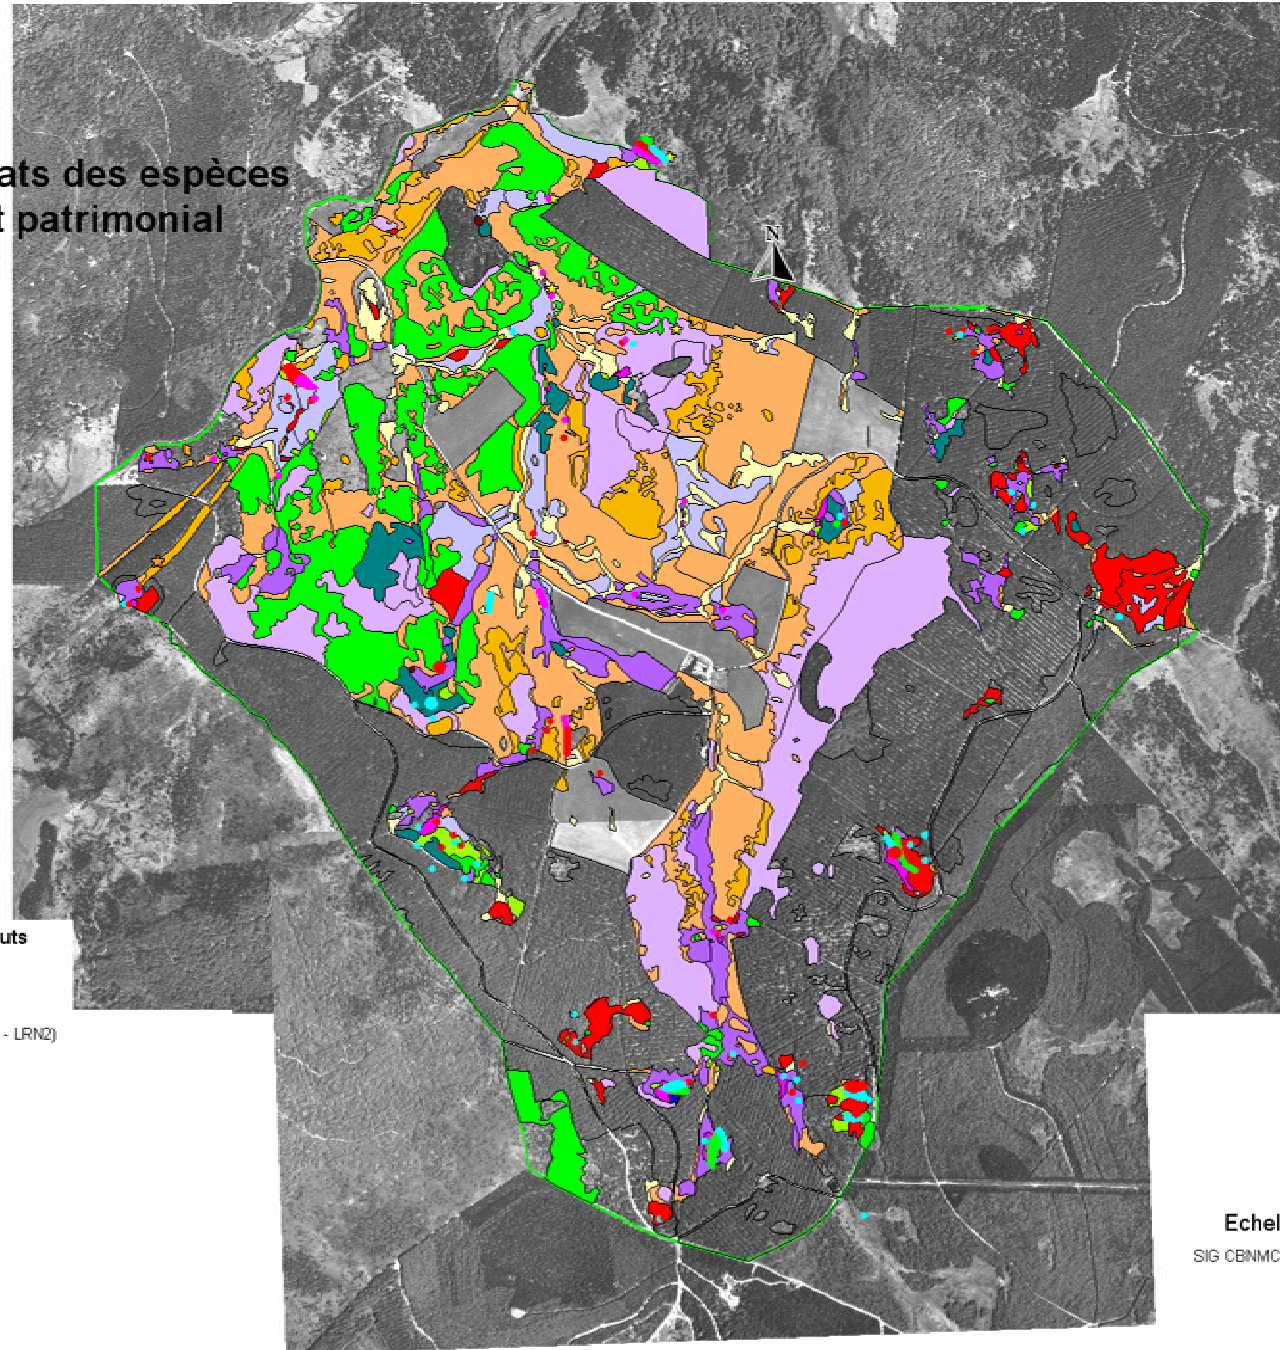 ats des espèces
t patrimonial
N
uts
- LRN2)
Echel
SIG CBNMC